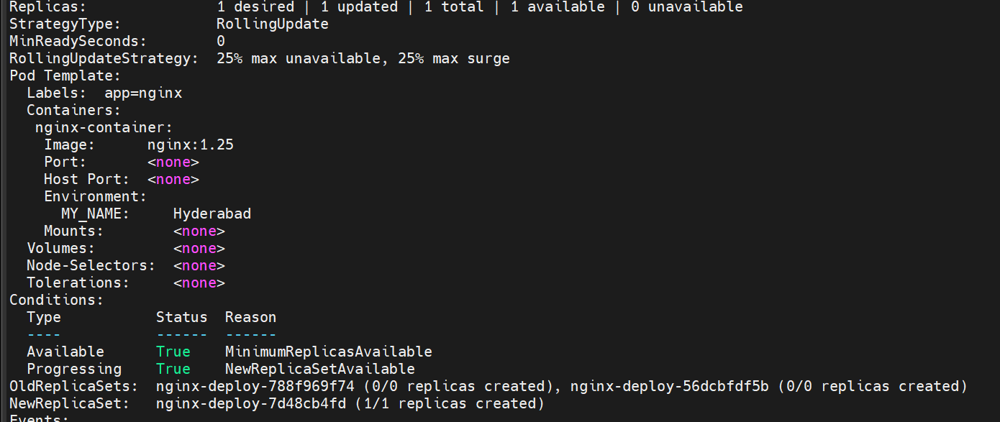 Replicas:               1 desired | 1 updated | 1 total | 1 available | 0 unavailable
StrategyType:           RollingUpdate
MinReadySeconds:        0
RollingUpdateStrategy:  25% max unavailable, 25% max surge
Pod Template:
  Labels:  app=nginx
  Containers:
   nginx-container:
    Image:      nginx:1.25
    Port:       <none>
    Host Port:  <none>
    Environment:
      MY_NAME:     Hyderabad
    Mounts:        <none>
  Volumes:         <none>
  Node-Selectors:  <none>
  Tolerations:     <none>
Conditions:
  Type           Status  Reason
  ----           ------  ------
  Available      True    MinimumReplicasAvailable
  Progressing    True    NewReplicaSetAvailable
OldReplicaSets:  nginx-deploy-788f969f74 (0/0 replicas created), nginx-deploy-56dcbfdf5b (0/0 replicas created)
NewReplicaSet:   nginx-deploy-7d48cb4fd (1/1 replicas created)
Events: